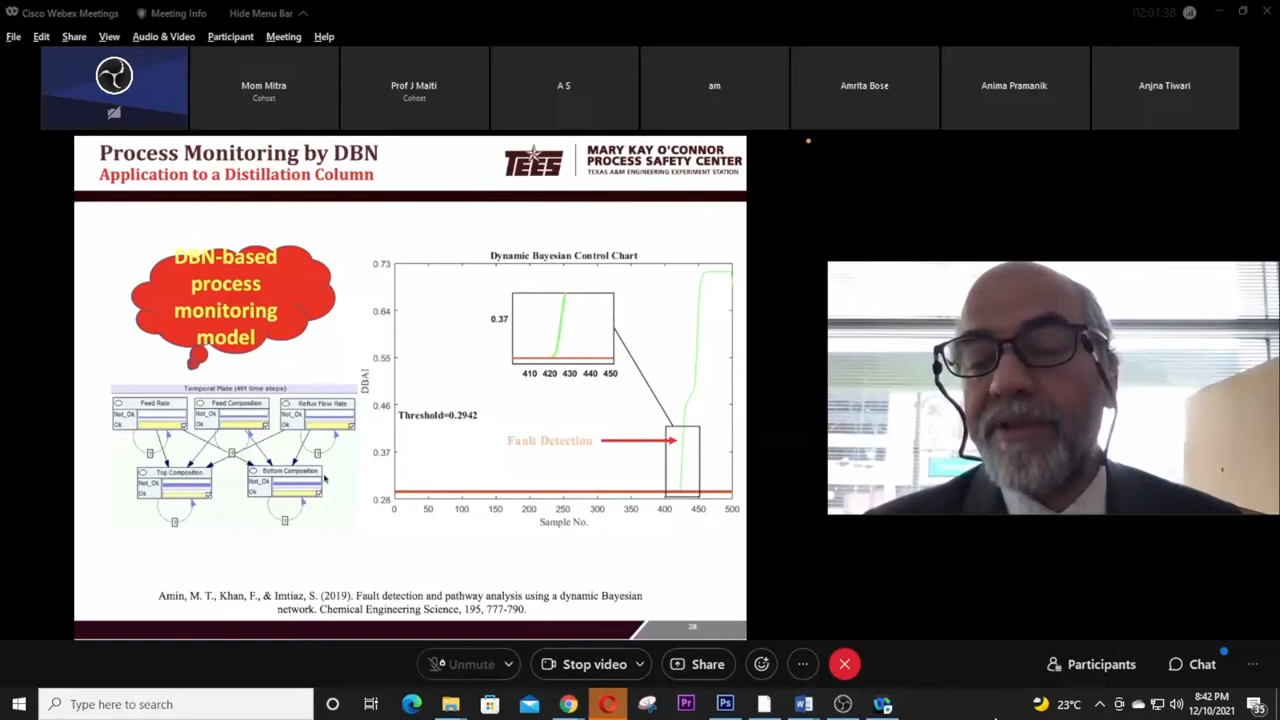 Cisco Webex Meetings
Meeting Info
Hide Menu Bar
02:01:38
File Edit Share View Audio & Video Participant Meeting Help
Mom Mitra
Cohost
Prof J Maiti
Cohost
A S
am
Amrita Bose
Anima Pramanik
Anjna Tiwari
Process Monitoring by DBN
Application to a Distillation Column
TEES
MARY KAY O'CONNOR
PROCESS SAFETY CENTER
TEXAS A&M ENGINEERING EXPERIMENT STATION
DBN-based
process
monitoring
model
Temporal Plate (401 time steps)
Feed Rate
Not_Ok
Ok
Feed Composition
Not_Ok
Ok
Reflux Flow Rate
Not_Ok
Ok
Top Composition
Not_Ok
Ok
Bottom Composition
Not_Ok
Ok
Dynamic Bayesian Control Chart
0.73
0.64
0.55
0.46
0.37
0.28
0.37
410 420 430 440 450
Threshold=0.2942
Fault Detection
0 50 100 150 200 250 300 350 400 450 500
Sample No.
Amin, M. T., Khan, F., & Imtiaz, S. (2019). Fault detection and pathway analysis using a dynamic Bayesian
network. Chemical Engineering Science, 195, 777-790.
28
Unmute
Stop video
Share
Participants
Chat
Type here to search
Pr
Ps
23°C
8:42 PM
12/10/2021
35